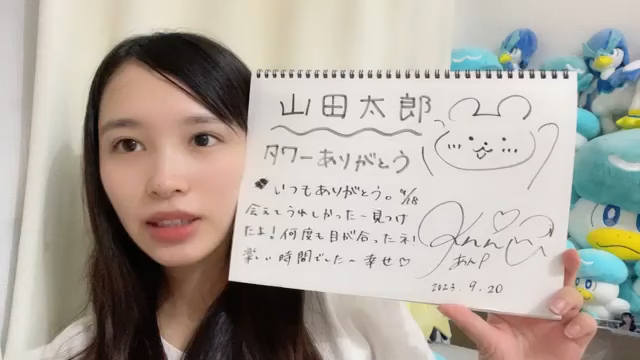 山田太郎
タワーありがとう
いつもありがとう。9/18
会えてうれしかったー見つけ
たよ！何度も目が合ったネ！
楽しい時間でしたー幸せ♡
あんP
2023.9.20